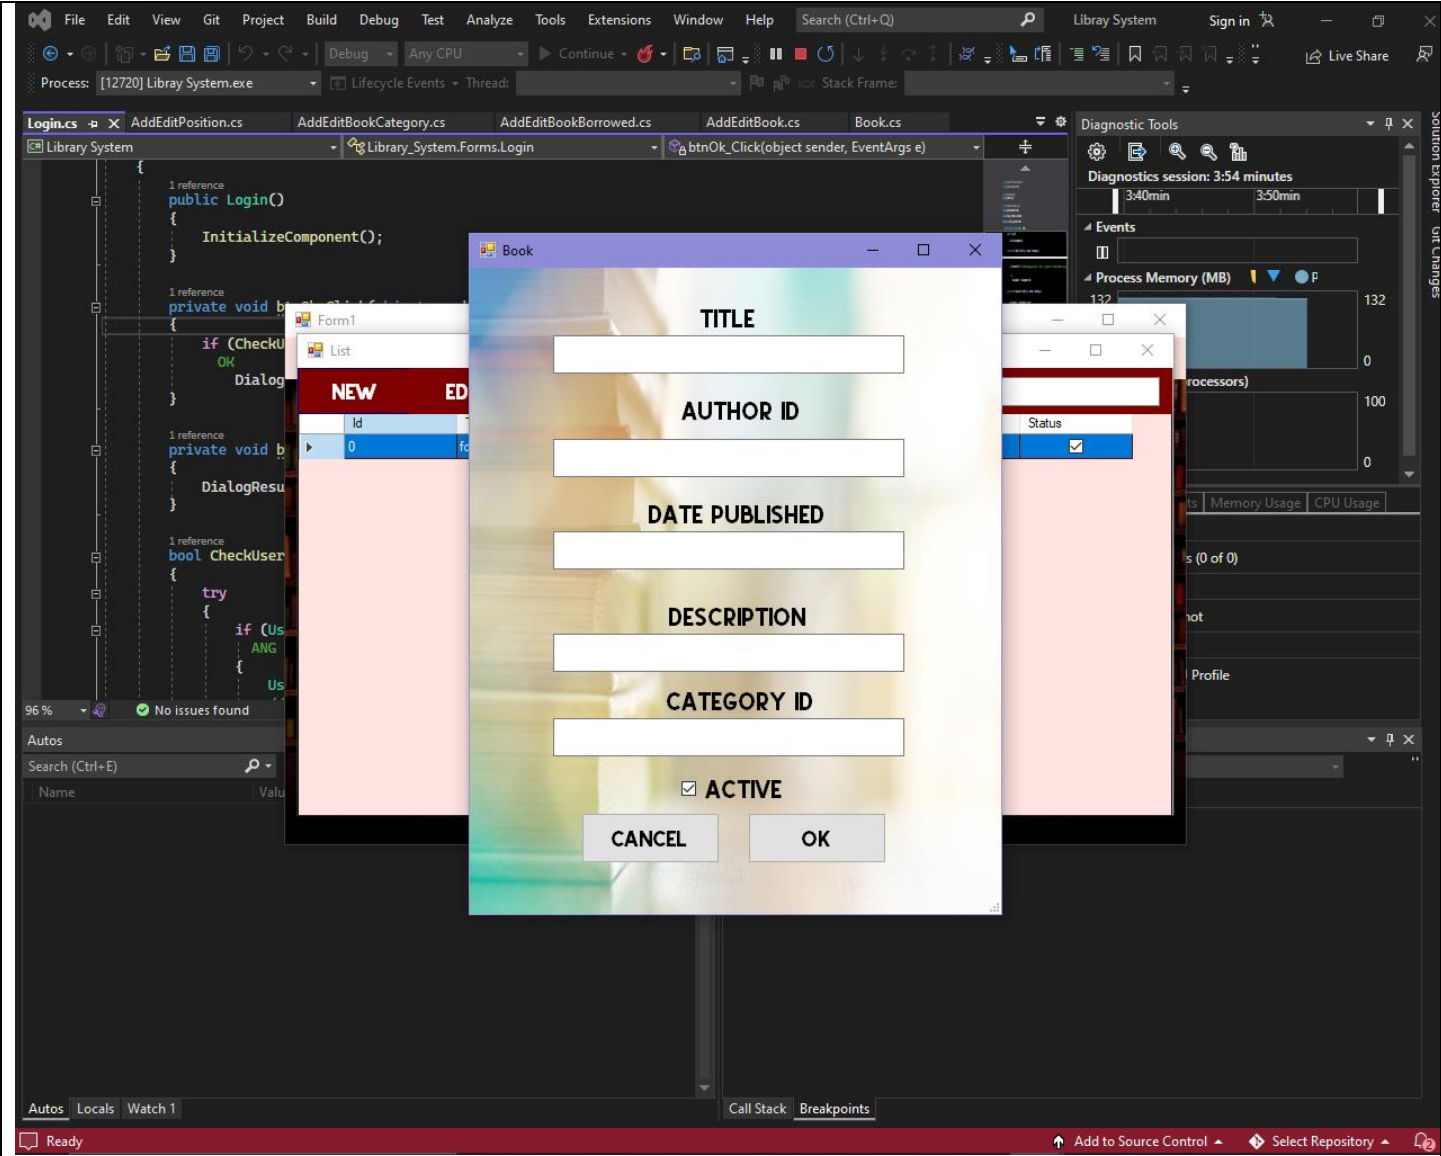 File Edit View Git Project Build Debug Test Analyze Tools Extensions Window Help Search (Ctrl+Q) Libray System Sign in
Debug Any CPU Continue Live Share
Process: [12720] Libray System.exe Lifecycle Events Thread: Stack Frame:
Login.cs AddEditPosition.cs AddEditBookCategory.cs AddEditBookBorrowed.cs AddEditBook.cs Book.cs
Library System Library_System.Forms.Login btnOk_Click(object sender, EventArgs e)
{
1 reference
public Login()
{
InitializeComponent();
}
1 reference
private void b
{
if (CheckU
OK
Dialog
}
1 reference
private void b
{
DialogResu
}
1 reference
bool CheckUser
{
try
{
if (Us
ANG
{
Us
96 % No issues found
Form1
List
NEW ED
Id
0
Status
Book
TITLE
AUTHOR ID
DATE PUBLISHED
DESCRIPTION
CATEGORY ID
ACTIVE
CANCEL OK
Diagnostic Tools
Diagnostics session: 3:54 minutes
3:40min 3:50min
Events
Process Memory (MB) P
132 132
0
rocessors)
100
0
ts Memory Usage CPU Usage
s (0 of 0)
hot
Profile
Solution Explorer
Git Changes
Autos
Search (Ctrl+E)
Name Valu
Autos Locals Watch 1
Call Stack Breakpoints
Ready Add to Source Control Select Repository 2